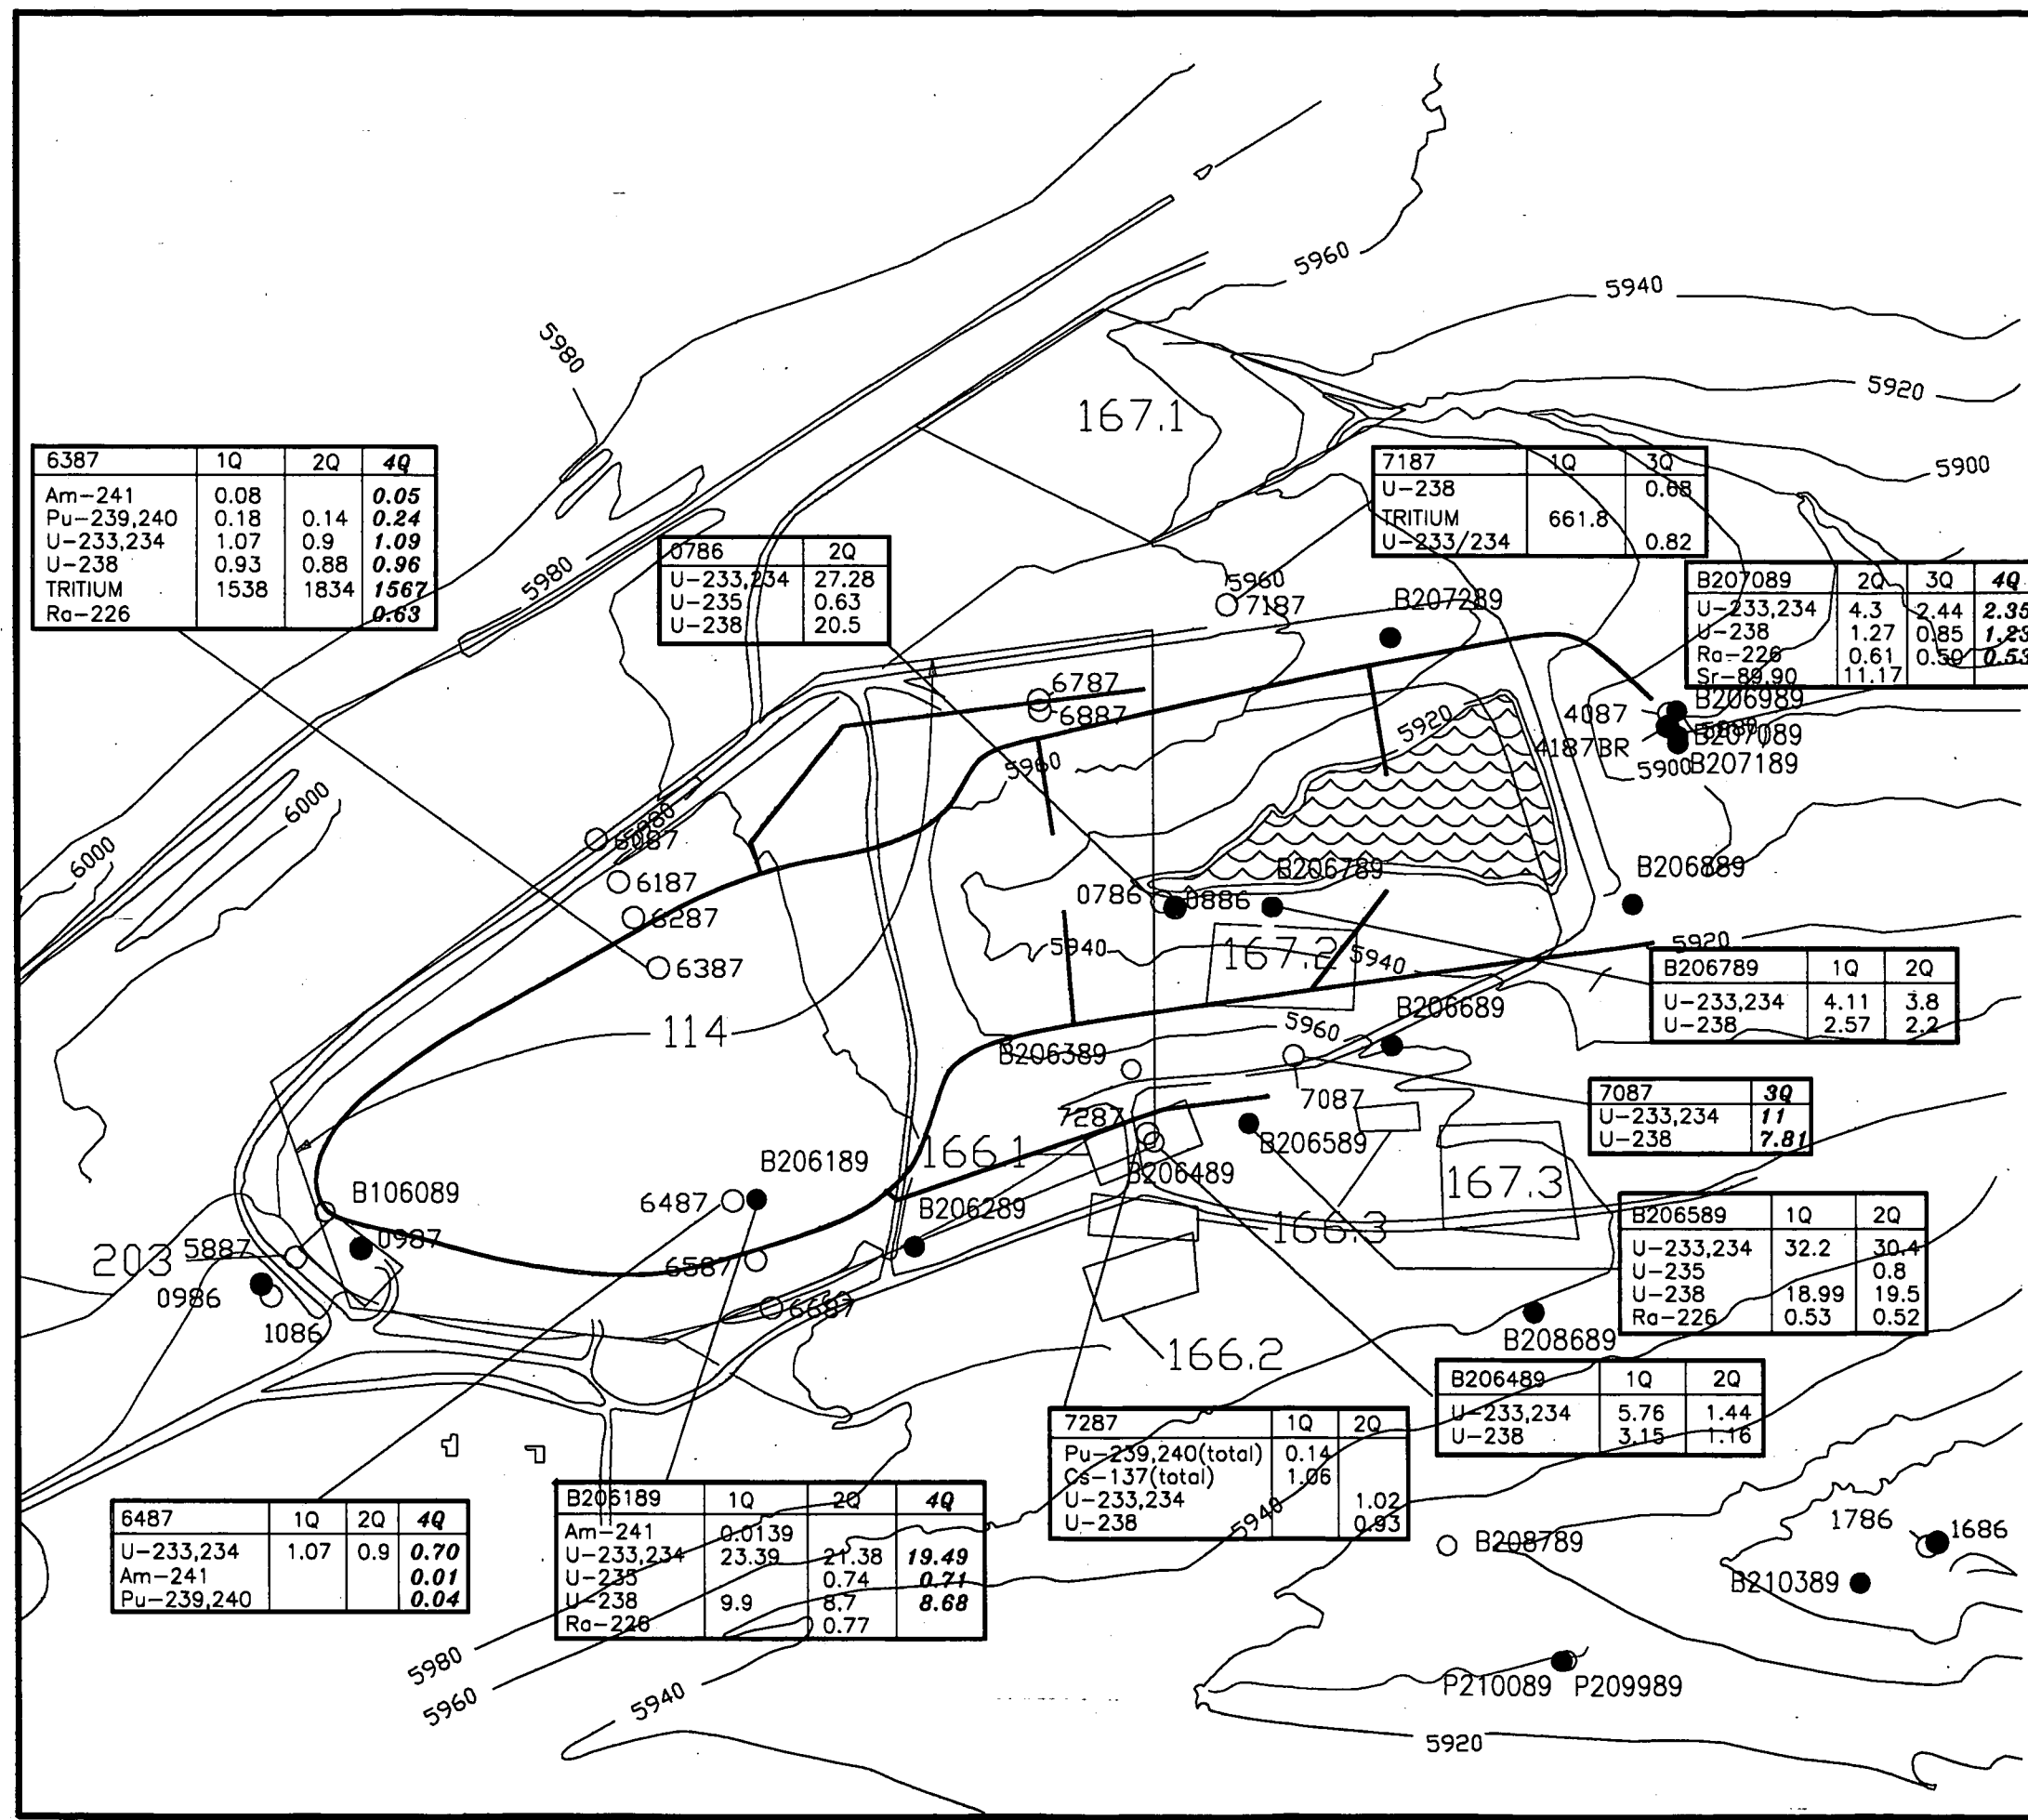 5960
5940
5980
5920
167.1
5900
6387 1Q 2Q 4Q
Am-241 0.08 0.05
Pu-239,240 0.18 0.14 0.24
U-233,234 1.07 0.9 1.09
U-238 0.93 0.88 0.96
TRITIUM 1538 1834 1567
Ra-226 0.63
7187 1Q 3Q
U-238 0.68
TRITIUM 661.8
U-233/234 0.82
0786 2Q
U-233,234 27.28
U-235 0.63
U-238 20.5
5980
5960
7187
B207289
B207089 2Q 3Q 4Q
U-233,234 4.3 2.44 2.35
U-238 1.27 0.85 1.23
Ra-226 0.61 0.50 0.53
Sr-89,90 11.17
6787
6887
5920
4087
B206989
4187BR
B207089
5900
B207189
5960
6000
6000
5980
6087
6187
6287
6387
B206789
B206889
0786
0886
5940
167.2
5940
5920
B206789 1Q 2Q
U-233,234 4.11 3.8
U-238 2.57 2.2
114
5960
B206689
B206389
7087
7087 3Q
U-233,234 11
U-238 7.81
7287
166.1
B206589
B206489
167.3
B206189
B106089
6487
B206289
166.3
B206589 1Q 2Q
U-233,234 32.2 30.4
U-235 0.8
U-238 18.99 19.5
Ra-226 0.53 0.52
203
5887
0987
6587
0986
1086
6687
B208689
166.2
B206489 1Q 2Q
U-233,234 5.76 1.44
U-238 3.15 1.16
7287 1Q 2Q
Pu-239,240(total) 0.14
Cs-137(total) 1.06
U-233,234 1.02
U-238 0.93
5940
6487 1Q 2Q 4Q
U-233,234 1.07 0.9 0.70
Am-241 0.01
Pu-239,240 0.04
B206189 1Q 2Q 4Q
Am-241 0.0139
U-233,234 23.39 21.38 19.49
U-235 0.74 0.71
U-238 9.9 8.7 8.68
Ra-226 0.77
B208789
1786
1686
B210389
5980
5960
5940
P210089
P209989
5920